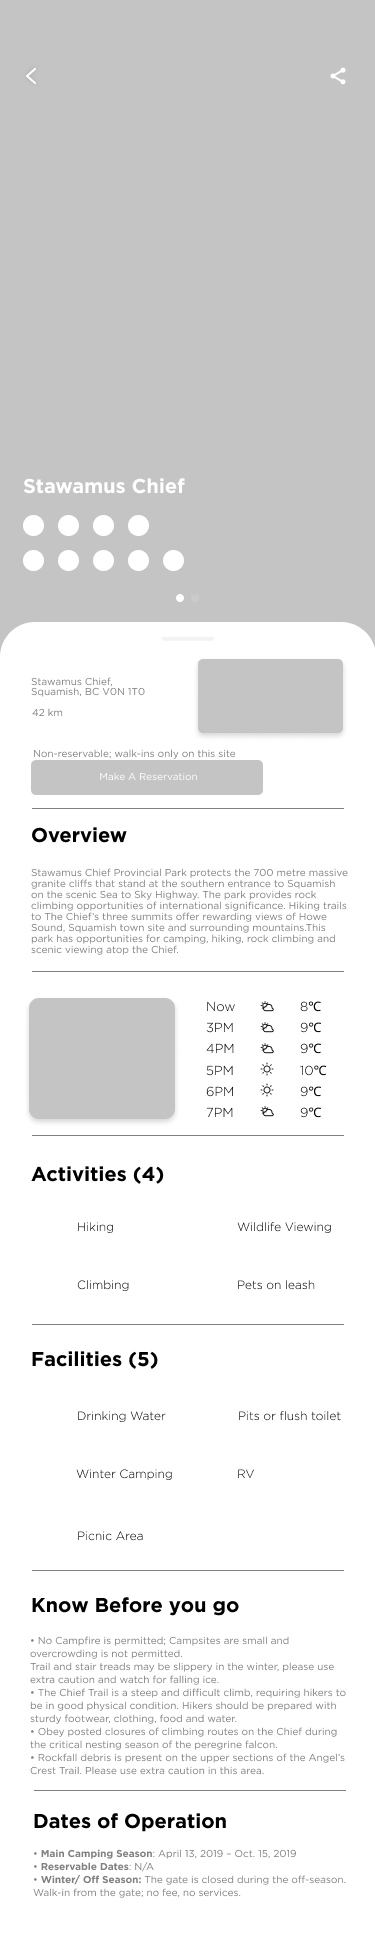 Stawamus Chief
Stawamus Chief,
Squamish, BC V0N 1T0
42 km
Non-reservable; walk-ins only on this site
Make A Reservation
Overview
Stawamus Chief Provincial Park protects the 700 metre massive
granite cliffs that stand at the southern entrance to Squamish
on the scenic Sea to Sky Highway. The park provides rock
climbing opportunities of international significance. Hiking trails
to The Chief's three summits offer rewarding views of Howe
Sound, Squamish town site and surrounding mountains.This
park has opportunities for camping, hiking, rock climbing and
scenic viewing atop the Chief.
Now 8℃
3PM 9℃
4PM 9℃
5PM 10℃
6PM 9℃
7PM 9℃
Activities (4)
Hiking Wildlife Viewing
Climbing Pets on leash
Facilities (5)
Drinking Water Pits or flush toilet
Winter Camping RV
Picnic Area
Know Before you go
• No Campfire is permitted; Campsites are small and
overcrowding is not permitted.
Trail and stair treads may be slippery in the winter, please use
extra caution and watch for falling ice.
• The Chief Trail is a steep and difficult climb, requiring hikers to
be in good physical condition. Hikers should be prepared with
sturdy footwear, clothing, food and water.
• Obey posted closures of climbing routes on the Chief during
the critical nesting season of the peregrine falcon.
• Rockfall debris is present on the upper sections of the Angel's
Crest Trail. Please use extra caution in this area.
Dates of Operation
• Main Camping Season: April 13, 2019 – Oct. 15, 2019
• Reservable Dates: N/A
• Winter/ Off Season: The gate is closed during the off-season.
Walk-in from the gate; no fee, no services.